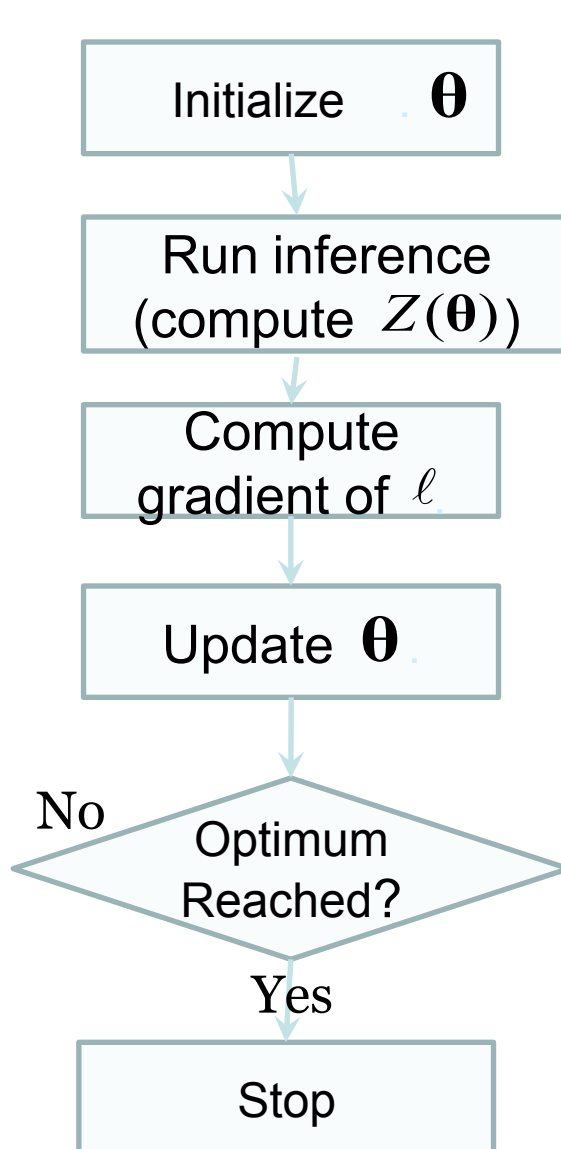 Initialize . θ
Run inference
(compute Z(θ))
Compute
gradient of ℓ.
Update θ.
No
Optimum
Reached?
Yes
Stop